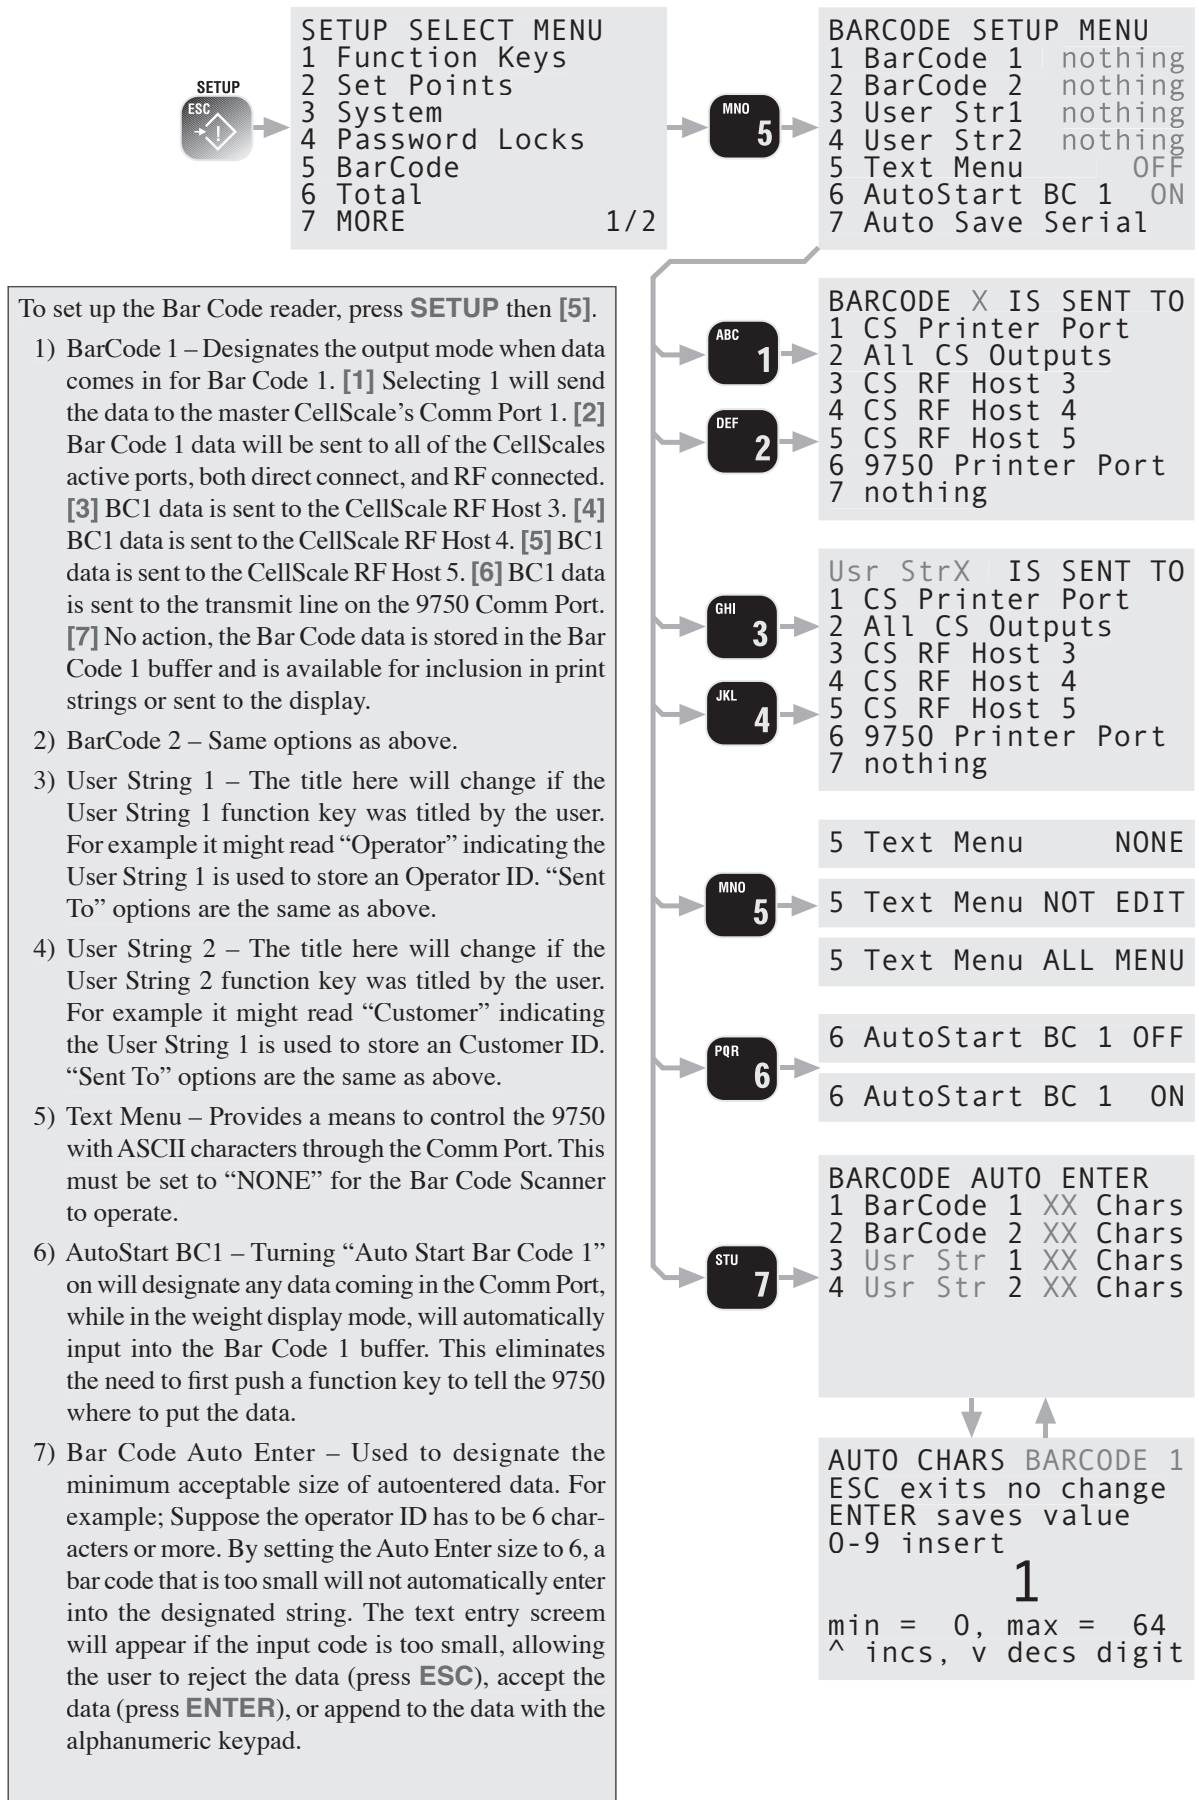 SETUP
ESC
SETUP SELECT MENU
1 Function Keys
2 Set Points
3 System
4 Password Locks
5 BarCode
6 Total
7 MORE 1/2
MNO
5
BARCODE SETUP MENU
1 BarCode 1 nothing
2 BarCode 2 nothing
3 User Str1 nothing
4 User Str2 nothing
5 Text Menu OFF
6 AutoStart BC 1 ON
7 Auto Save Serial
To set up the Bar Code reader, press SETUP then [5].
1) BarCode 1 – Designates the output mode when data
comes in for Bar Code 1. [1] Selecting 1 will send
the data to the master CellScale's Comm Port 1. [2]
Bar Code 1 data will be sent to all of the CellScales
active ports, both direct connect, and RF connected.
[3] BC1 data is sent to the CellScale RF Host 3. [4]
BC1 data is sent to the CellScale RF Host 4. [5] BC1
data is sent to the CellScale RF Host 5. [6] BC1 data
is sent to the transmit line on the 9750 Comm Port.
[7] No action, the Bar Code data is stored in the Bar
Code 1 buffer and is available for inclusion in print
strings or sent to the display.
2) BarCode 2 – Same options as above.
3) User String 1 – The title here will change if the
User String 1 function key was titled by the user.
For example it might read “Operator” indicating the
User String 1 is used to store an Operator ID. “Sent
To” options are the same as above.
4) User String 2 – The title here will change if the
User String 2 function key was titled by the user.
For example it might read “Customer” indicating
the User String 1 is used to store an Customer ID.
“Sent To” options are the same as above.
5) Text Menu – Provides a means to control the 9750
with ASCII characters through the Comm Port. This
must be set to “NONE” for the Bar Code Scanner
to operate.
6) AutoStart BC1 – Turning “Auto Start Bar Code 1”
on will designate any data coming in the Comm Port,
while in the weight display mode, will automatically
input into the Bar Code 1 buffer. This eliminates
the need to first push a function key to tell the 9750
where to put the data.
7) Bar Code Auto Enter – Used to designate the
minimum acceptable size of autoentered data. For
example; Suppose the operator ID has to be 6 char-
acters or more. By setting the Auto Enter size to 6, a
bar code that is too small will not automatically enter
into the designated string. The text entry screem
will appear if the input code is too small, allowing
the user to reject the data (press ESC), accept the
data (press ENTER), or append to the data with the
alphanumeric keypad.
ABC
1
DEF
2
BARCODE X IS SENT TO
1 CS Printer Port
2 All CS Outputs
3 CS RF Host 3
4 CS RF Host 4
5 CS RF Host 5
6 9750 Printer Port
7 nothing
GHI
3
JKL
4
Usr StrX IS SENT TO
1 CS Printer Port
2 All CS Outputs
3 CS RF Host 3
4 CS RF Host 4
5 CS RF Host 5
6 9750 Printer Port
7 nothing
MNO
5
5 Text Menu NONE
5 Text Menu NOT EDIT
5 Text Menu ALL MENU
PQR
6
6 AutoStart BC 1 OFF
6 AutoStart BC 1 ON
STU
7
BARCODE AUTO ENTER
1 BarCode 1 XX Chars
2 BarCode 2 XX Chars
3 Usr Str 1 XX Chars
4 Usr Str 2 XX Chars
AUTO CHARS BARCODE 1
ESC exits no change
ENTER saves value
0-9 insert
1
min = 0, max = 64
^ incs, v decs digit